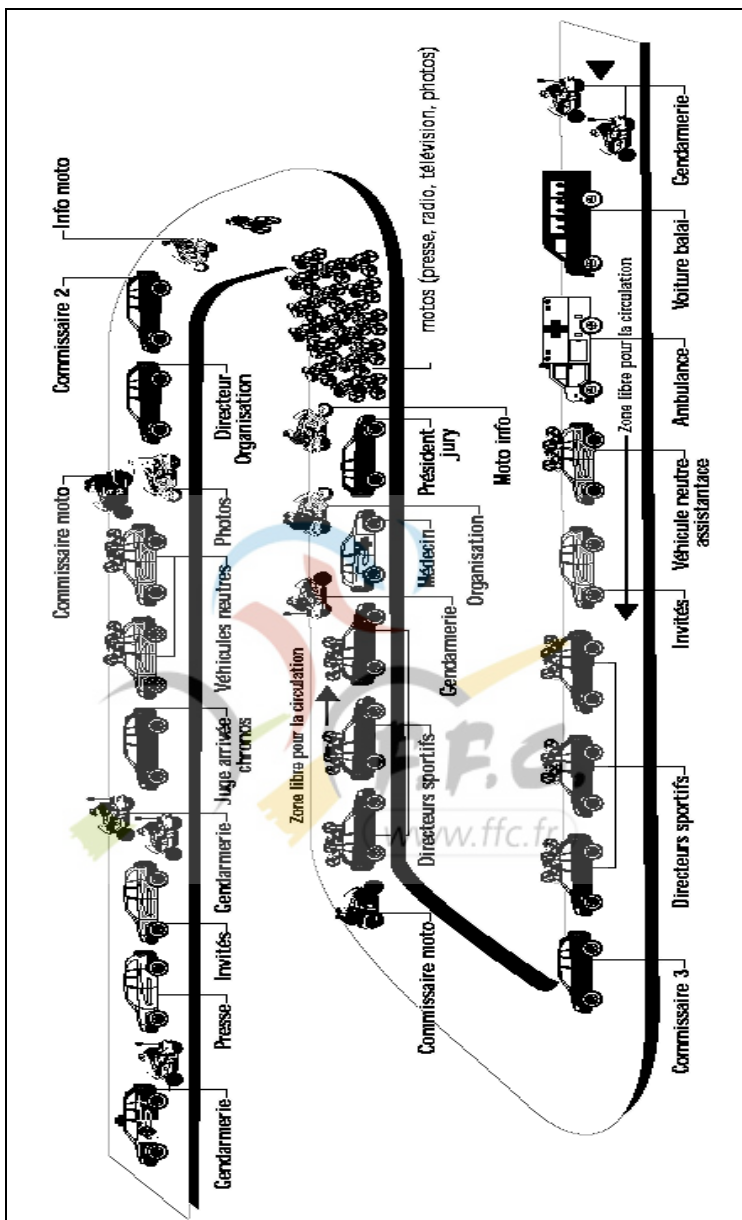 Info moto
Commissaire 2
Directeur
Organisation
Commissaire moto
Photos
Véhicules neutres
Juge arrivée
chronos
Gendarmerie
Invités
Presse
Gendarmerie
motos (presse, radio, télévision, photos)
Moto info
Président
jury
Organisation
Médecin
Gendarmerie
Zone libre pour la circulation
Directeurs sportifs
Commissaire moto
Gendarmerie
Voiture balai
Zone libre pour la circulation
Ambulance
Véhicule neutre
assistantace
Invités
Directeurs sportifs
Commissaire 3
F.F.C.
www.ffc.fr